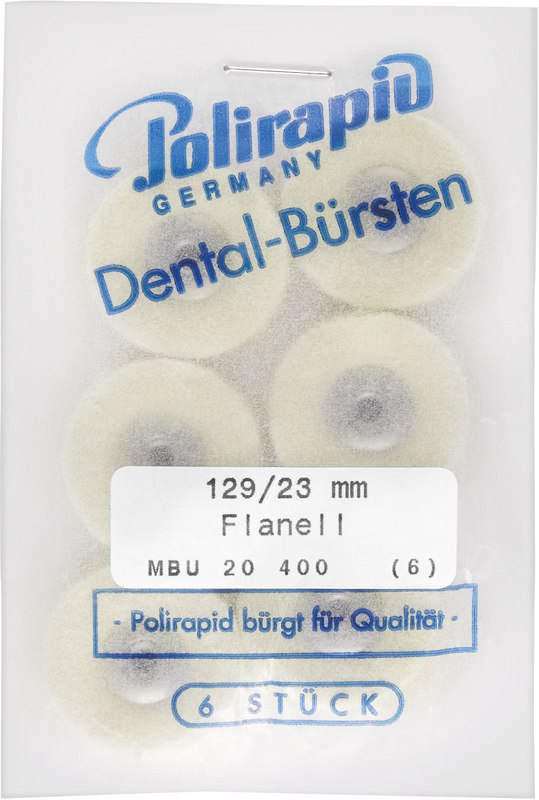 Polirapid
GERMANY
Dental-Bürsten
129/23 mm
Flanell
MBU 20 400 (6)
- Polirapid bürgt für Qualität -
6 STÜCK